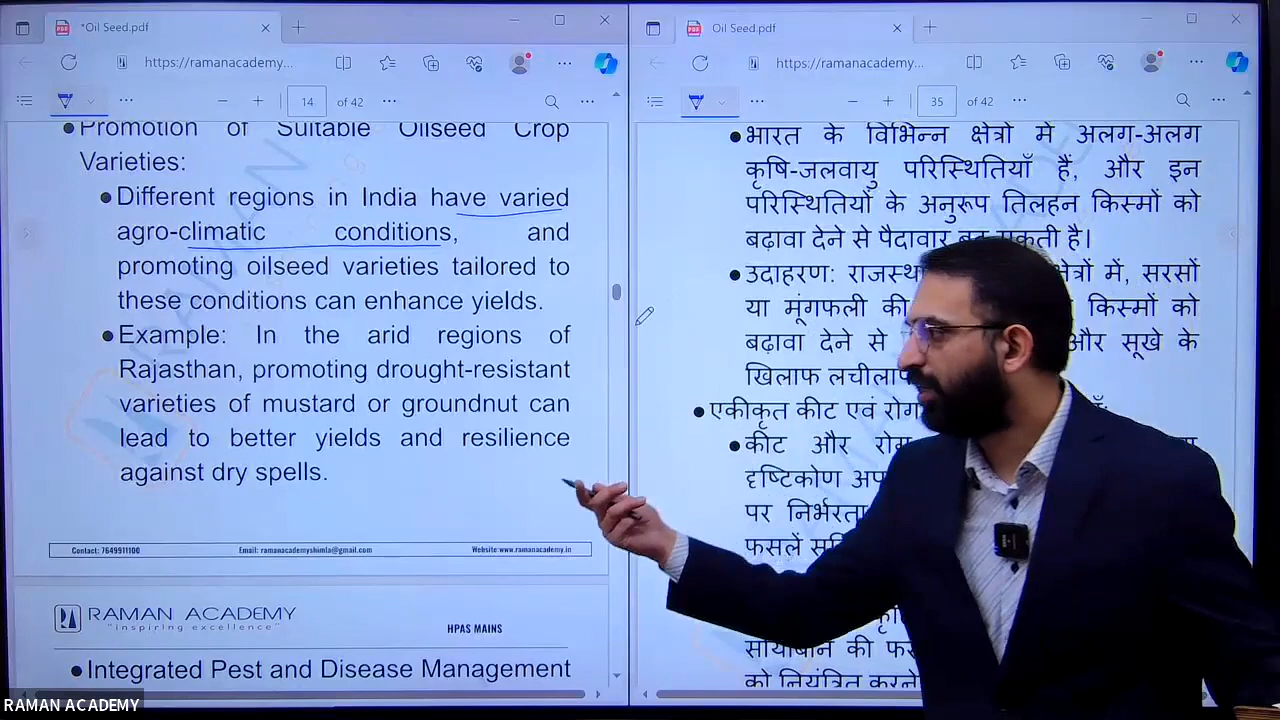 *Oil Seed.pdf
https://ramanacademy...
14 of 42
Promotion of Suitable Oilseed Crop
Varieties:
Different regions in India have varied
agro-climatic conditions, and
promoting oilseed varieties tailored to
these conditions can enhance yields.
Example: In the arid regions of
Rajasthan, promoting drought-resistant
varieties of mustard or groundnut can
lead to better yields and resilience
against dry spells.
Contact: 7649911100 Email: ramanacademyshimla@gmail.com Website:www.ramanacademy.in
RAMAN ACADEMY
"inspiring excellence"
HPAS MAINS
Integrated Pest and Disease Management
Oil Seed.pdf
https://ramanacademy...
35 of 42
भारत के विभिन्न क्षेत्रों में अलग-अलग
कृषि-जलवायु परिस्थितियाँ हैं, और इन
परिस्थितियों के अनुरूप तिलहन किस्मों को
बढ़ावा देने से पैदावार बढ़ सकती है।
उदाहरण: क्षेत्रों में, सरसों
या मूंगफली की किस्मों को
बढ़ावा देने से और सूखे के
खिलाफ
एकीकृत कीट एवं रोग
कीट और रोग
दृष्टिकोण
पर निर्भरता
फसलें
सोयाबीन की
को नियंत्रित करने
RAMAN ACADEMY